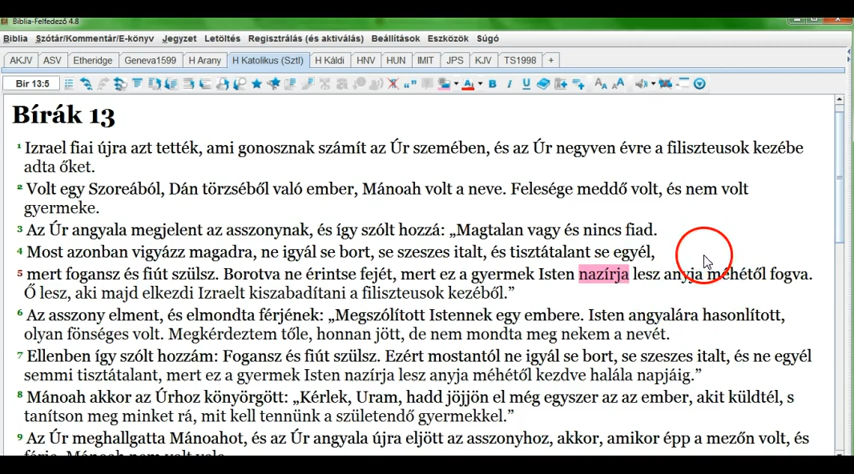 Biblia-Felfedező 4.8
Biblia Szótár/Kommentár/E-könyv Jegyzet Letöltés Regisztrálás (és aktiválás) Beállítások Eszközök Súgó
AKJV ASV Etheridge Geneva1599 H Arany H Katolikus (SztI) H Káldi HNV HUN IMIT JPS KJV TS1998 +
Bír 13:5
Bírák 13
1 Izrael fiai újra azt tették, ami gonosznak számít az Úr szemében, és az Úr negyven évre a filiszteusok kezébe
adta őket.
2 Volt egy Szoreából, Dán törzséből való ember, Mánoah volt a neve. Felesége meddő volt, és nem volt
gyermeke.
3 Az Úr angyala megjelent az asszonynak, és így szólt hozzá: „Magtalan vagy és nincs fiad.
4 Most azonban vigyázz magadra, ne igyál se bort, se szeszes italt, és tisztátalant se egyél,
5 mert fogansz és fiút szülsz. Borotva ne érintse fejét, mert ez a gyermek Isten nazírja lesz anyja méhétől fogva.
Ő lesz, aki majd elkezdi Izraelt kiszabadítani a filiszteusok kezéből.”
6 Az asszony elment, és elmondta férjének: „Megszólított Istennek egy embere. Isten angyalára hasonlított,
olyan fönséges volt. Megkérdeztem tőle, honnan jött, de nem mondta meg nekem a nevét.
7 Ellenben így szólt hozzám: Fogansz és fiút szülsz. Ezért mostantól ne igyál se bort, se szeszes italt, és ne egyél
semmi tisztátalant, mert ez a gyermek Isten nazírja lesz anyja méhétől kezdve halála napjáig.”
8 Mánoah akkor az Úrhoz könyörgött: „Kérlek, Uram, hadd jöjjön el még egyszer az az ember, akit küldtél, s
tanítson meg minket rá, mit kell tennünk a születendő gyermekkel.”
9 Az Úr meghallgatta Mánoahot, és az Úr angyala újra eljött az asszonyhoz, akkor, amikor épp a mezőn volt, és
férje, Mánoah nem volt vele.